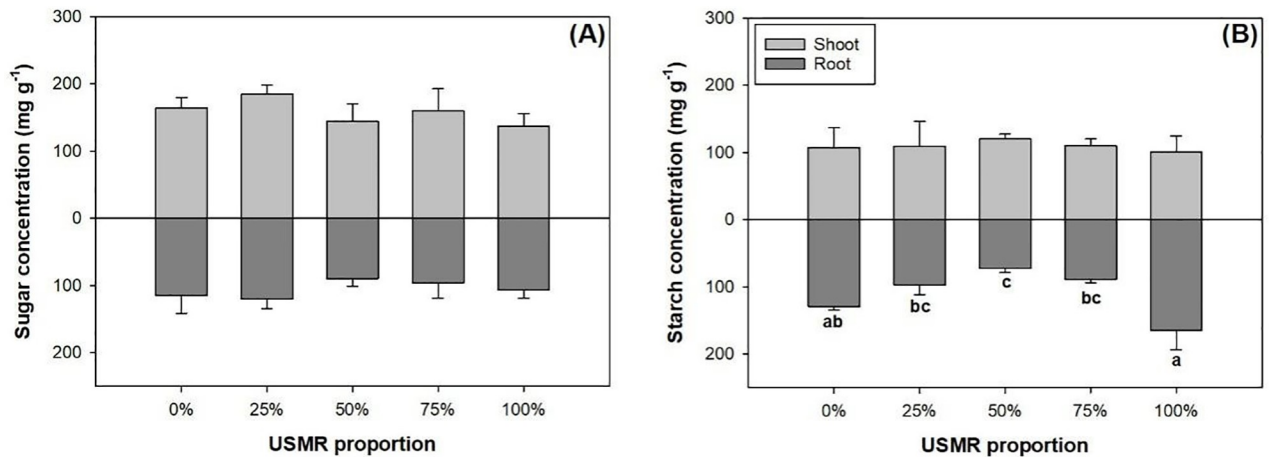 (A)
Sugar concentration (mg g-1)
300
200
100
0
100
200
0% 25% 50% 75% 100%
USMR proportion
(B)
Shoot
Root
Starch concentration (mg g-1)
300
200
100
0
100
200
ab bc c bc a
0% 25% 50% 75% 100%
USMR proportion